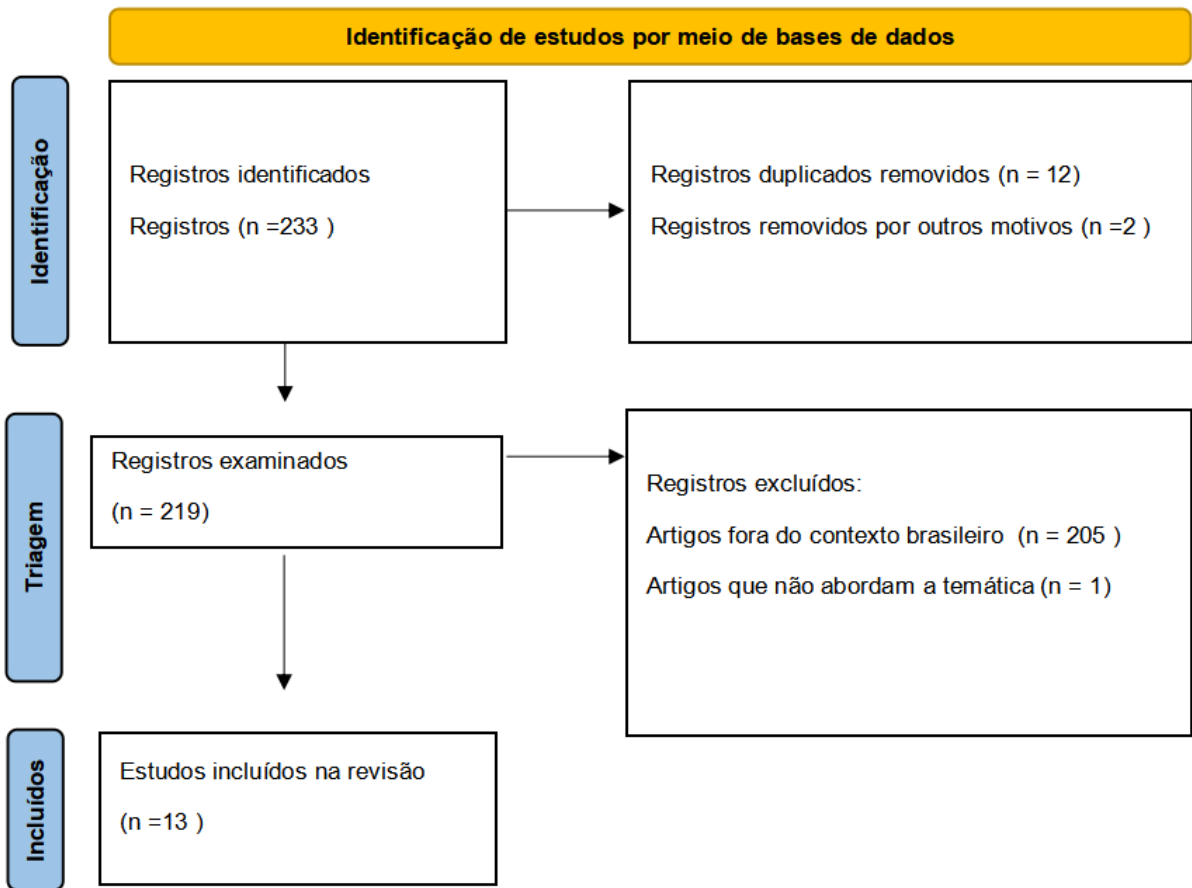 Identificação de estudos por meio de bases de dados
Identificação
Registros identificados
Registros (n =233 )
Registros duplicados removidos (n = 12)
Registros removidos por outros motivos (n =2 )
Triagem
Registros examinados
(n = 219)
Registros excluídos:
Artigos fora do contexto brasileiro (n = 205 )
Artigos que não abordam a temática (n = 1)
Incluídos
Estudos incluídos na revisão
(n =13 )